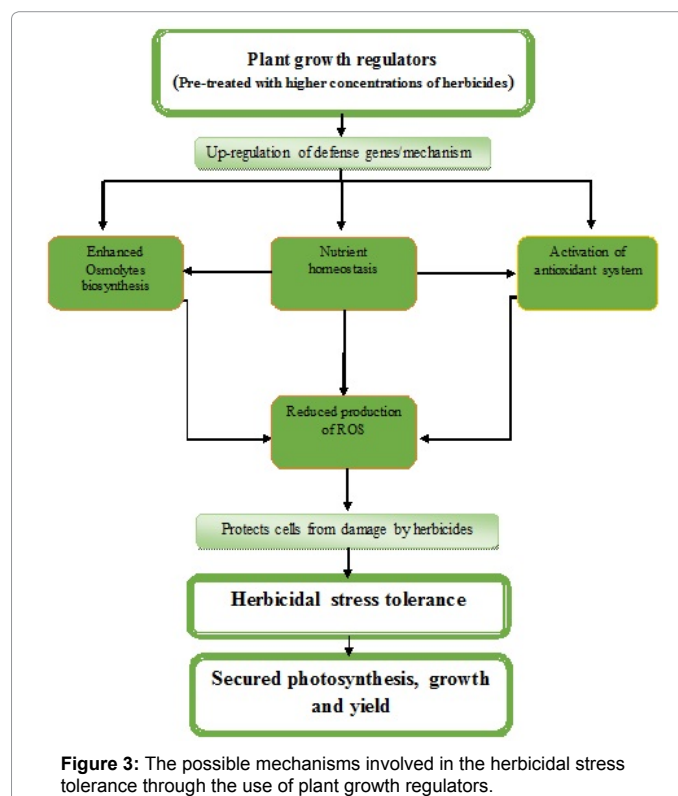 Plant growth regulators
(Pre-treated with higher concentrations of herbicides)
Up-regulation of defense genes/mechanism
Enhanced
Osmolytes
biosynthesis
Nutrient
homeostasis
Activation of
antioxidant system
Reduced production
of ROS
Protects cells from damage by herbicides
Herbicidal stress tolerance
Secured photosynthesis, growth
and yield
Figure 3: The possible mechanisms involved in the herbicidal stress
tolerance through the use of plant growth regulators.